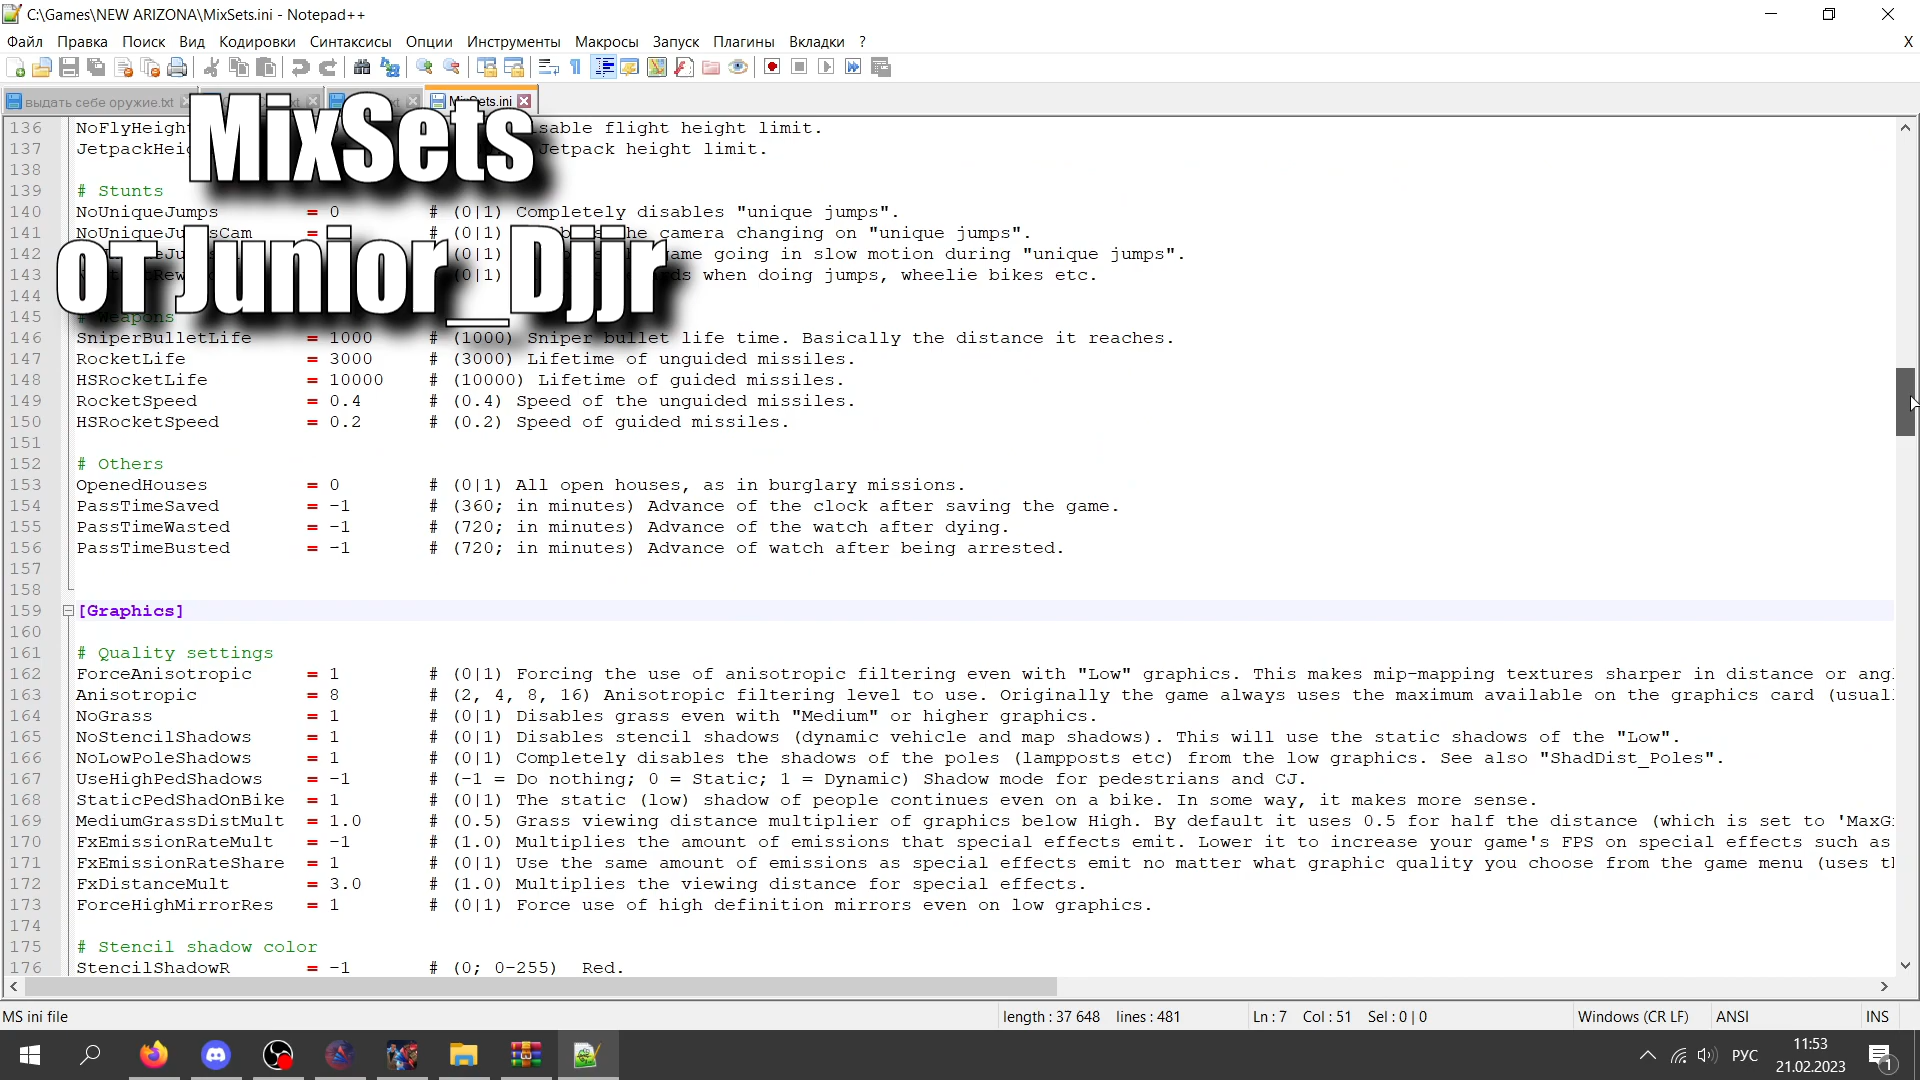 C:\Games\NEW ARIZONA\MixSets.ini - Notepad++
Файл Правка Поиск Вид Кодировки Синтаксисы Опции Инструменты Макросы Запуск Плагины Вкладки ? X
выдать себе оружие.txt
MixSets
от Junior_Djjr
136 NoFlyHeight sable flight height limit.
137 Jetpack height limit.
138
139 # Stunts
140 NoUniqueJumps = 0 # (0|1) Completely disables "unique jumps".
141 = # (0|1) he camera changing on "unique jumps".
142 (0|1) game going in slow motion during "unique jumps".
143 (0|1) when doing jumps, wheelie bikes etc.
144
145 # Weapons
146 SniperBulletLife = 1000 # (1000) Sniper bullet life time. Basically the distance it reaches.
147 RocketLife = 3000 # (3000) Lifetime of unguided missiles.
148 HSRocketLife = 10000 # (10000) Lifetime of guided missiles.
149 RocketSpeed = 0.4 # (0.4) Speed of the unguided missiles.
150 HSRocketSpeed = 0.2 # (0.2) Speed of guided missiles.
151
152 # Others
153 OpenedHouses = 0 # (0|1) All open houses, as in burglary missions.
154 PassTimeSaved = -1 # (360; in minutes) Advance of the clock after saving the game.
155 PassTimeWasted = -1 # (720; in minutes) Advance of the watch after dying.
156 PassTimeBusted = -1 # (720; in minutes) Advance of watch after being arrested.
157
158
159 [Graphics]
160
161 # Quality settings
162 ForceAnisotropic = 1 # (0|1) Forcing the use of anisotropic filtering even with "Low" graphics. This makes mip-mapping textures sharper in distance or ang
163 Anisotropic = 8 # (2, 4, 8, 16) Anisotropic filtering level to use. Originally the game always uses the maximum available on the graphics card (usual
164 NoGrass = 1 # (0|1) Disables grass even with "Medium" or higher graphics.
165 NoStencilShadows = 1 # (0|1) Disables stencil shadows (dynamic vehicle and map shadows). This will use the static shadows of the "Low".
166 NoLowPoleShadows = 1 # (0|1) Completely disables the shadows of the poles (lampposts etc) from the low graphics. See also "ShadDist_Poles").
167 UseHighPedShadows = -1 # (-1 = Do nothing; 0 = Static; 1 = Dynamic) Shadow mode for pedestrians and CJ.
168 StaticPedShadOnBike = 1 # (0|1) The static (low) shadow of people continues even on a bike. In some way, it makes more sense.
169 MediumGrassDistMult = 1.0 # (0.5) Grass viewing distance multiplier of graphics below High. By default it uses 0.5 for half the distance (which is set to 'MaxG
170 FxEmissionRateMult = -1 # (1.0) Multiplies the amount of emissions that special effects emit. Lower it to increase your game's FPS on special effects such as
171 FxEmissionRateShare = 1 # (0|1) Use the same amount of emissions as special effects emit no matter what graphic quality you choose from the game menu (uses
172 FxDistanceMult = 3.0 # (1.0) Multiplies the viewing distance for special effects.
173 ForceHighMirrorRes = 1 # (0|1) Force use of high definition mirrors even on low graphics.
174
175 # Stencil shadow color
176 StencilShadowR = -1 # (0; 0-255) Red.
MS ini file length : 37 648 lines : 481 Ln : 7 Col : 51 Sel : 0 | 0 Windows (CR LF) ANSI INS
РУС 11:53
21.02.2023 1